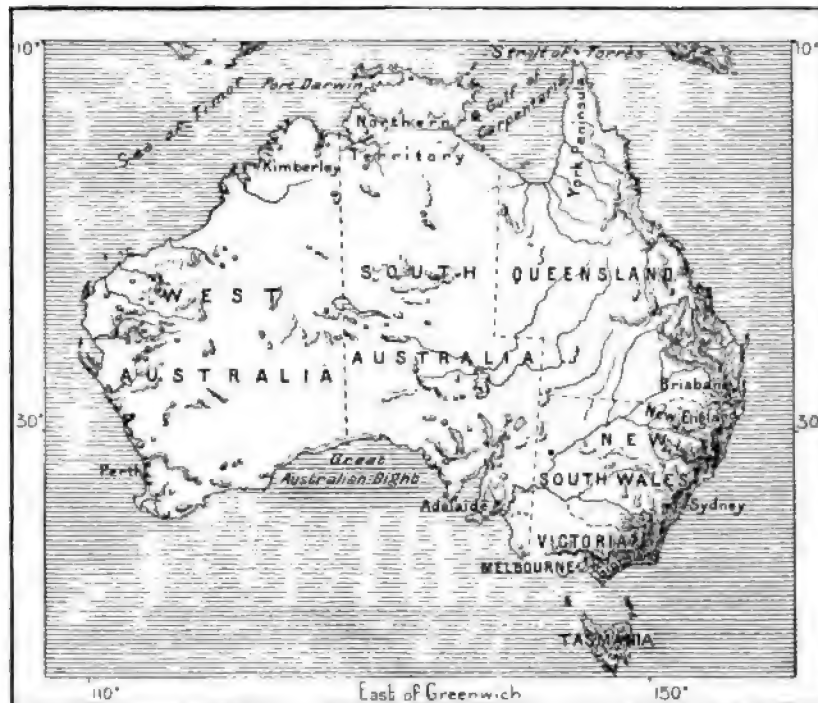 10°
10°
Strait of Torres
Port Darwin
Sea of Timor
Gulf of
Carpentaria
Northern
Territory
York Peninsula
Kimberley
SOUTH
QUEENSLAND
WEST
AUSTRALIA
AUSTRALIA
Brisbane
New England
30°
30°
NEW
Great
Australian Bight
Perth
SOUTH WALES
Adelaide
Sydney
VICTORIA
MELBOURNE
TASMANIA
110°
East of Greenwich
150°